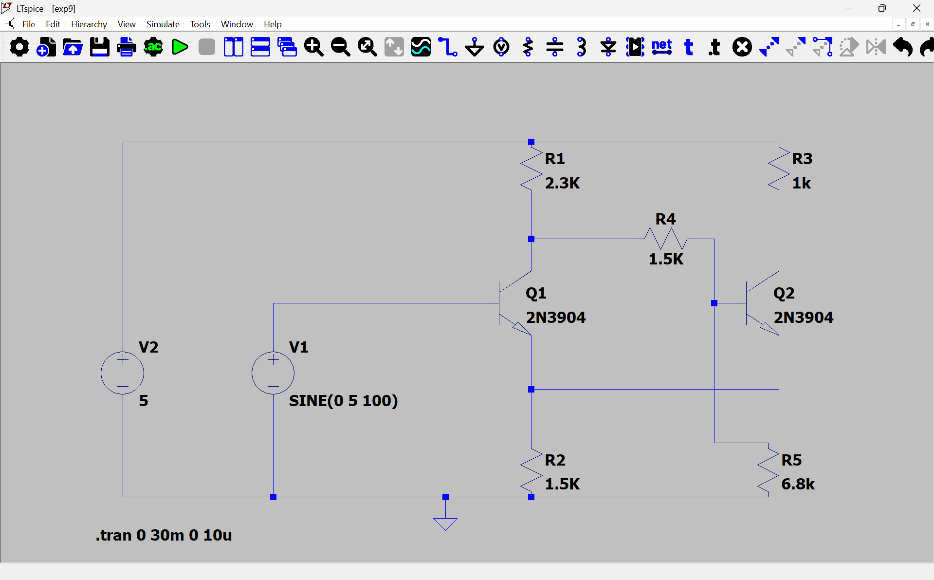 LTspice [exp9]
File Edit Hierarchy View Simulate Tools Window Help
.ac net t .t
R1
2.3K
R3
1k
R4
1.5K
Q1
2N3904
Q2
2N3904
V2
5
V1
SINE(0 5 100)
R2
1.5K
R5
6.8k
.tran 0 30m 0 10u